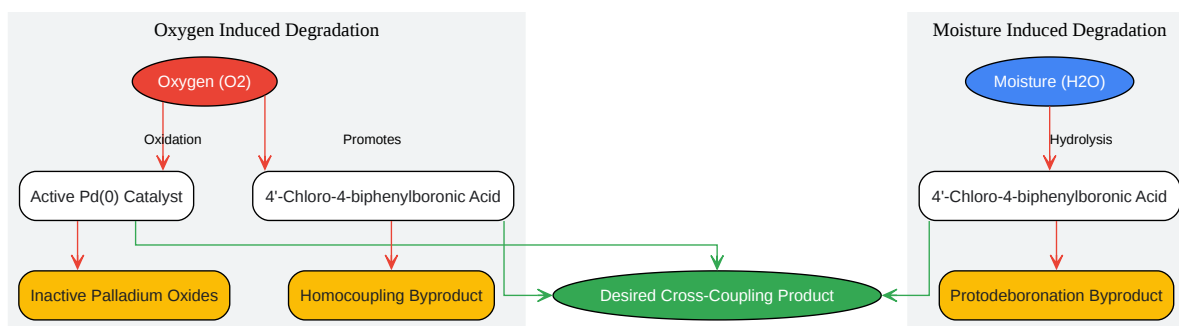 Oxygen Induced Degradation
Moisture Induced Degradation
Oxygen (O2)
Moisture (H2O)
Oxidation
Promotes
Hydrolysis
Active Pd(0) Catalyst
4'-Chloro-4-biphenylboronic Acid
4'-Chloro-4-biphenylboronic Acid
Inactive Palladium Oxides
Homocoupling Byproduct
Desired Cross-Coupling Product
Protodeboronation Byproduct